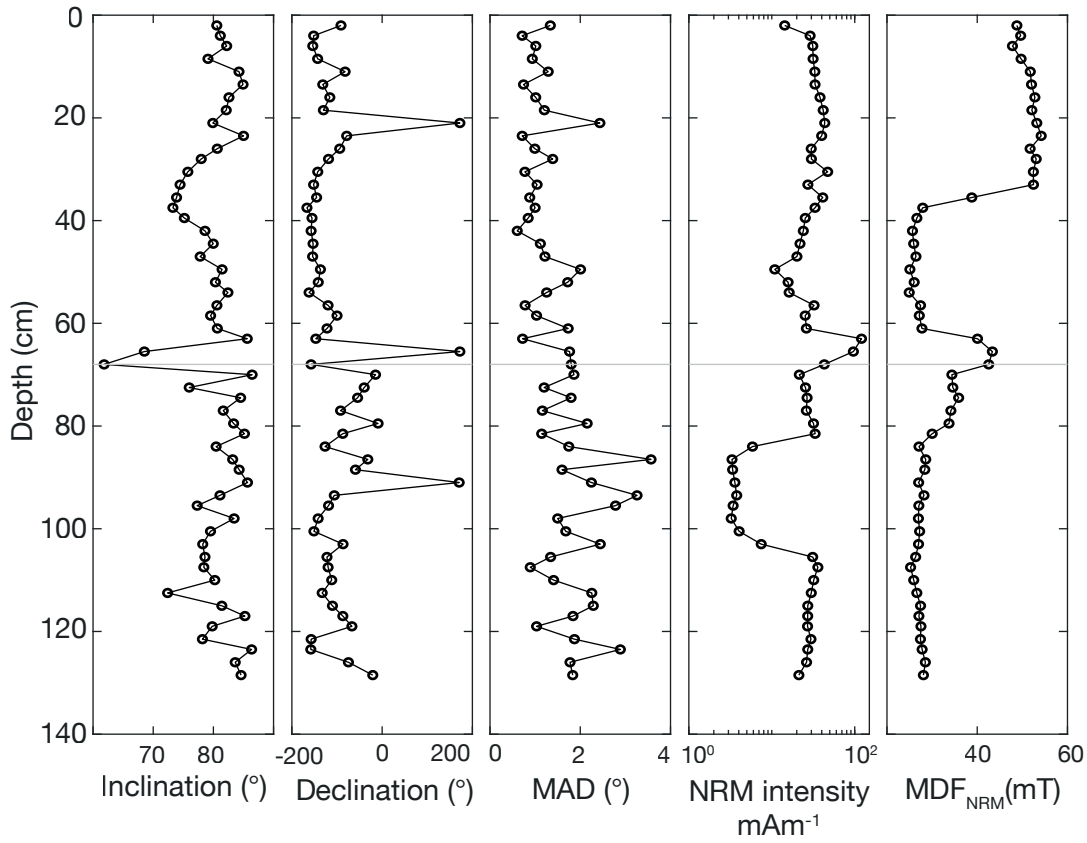 0
20
40
60
80
100
120
140
Depth (cm)
70 80
-200 0 200
0 2 4
10⁰ 10²
40 60
Inclination (°)
Declination (°)
MAD (°)
NRM intensity
mAm⁻¹
MDF_NRM(mT)